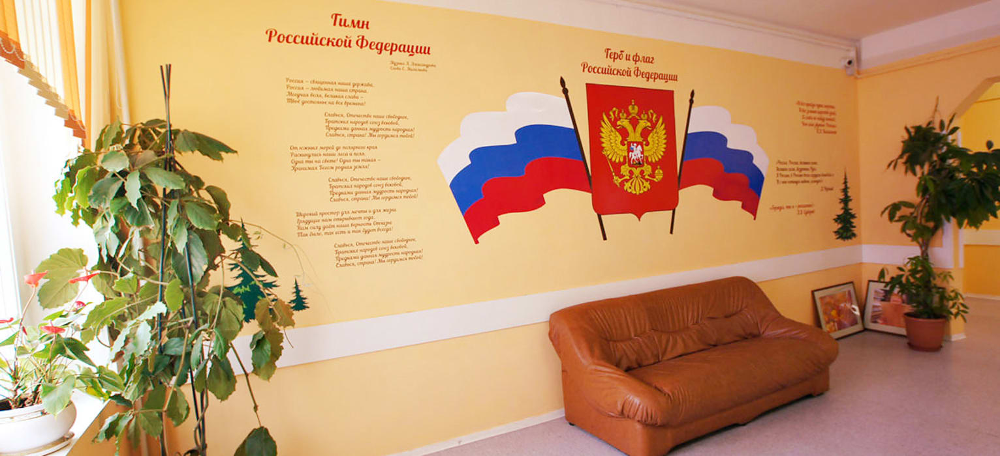 Гимн
Российской Федерации
Музыка А. Александрова
Слова С. Михалкова
Россия – священная наша держава,
Россия – любимая наша страна.
Могучая воля, великая слава –
Твоё достоянье на все времена!
Славься, Отечество наше свободное,
Братских народов союз вековой,
Предками данная мудрость народная!
Славься, страна! Мы гордимся тобой!
От южных морей до полярного края
Раскинулись наши леса и поля.
Одна ты на свете! Одна ты такая –
Хранимая Богом родная земля!
Славься, Отечество наше свободное,
Братских народов союз вековой,
Предками данная мудрость народная!
Славься, страна! Мы гордимся тобой!
Широкий простор для мечты и для жизни
Грядущие нам открывают года.
Нам силу даёт наша верность Отчизне.
Так было, так есть и так будет всегда!
Славься, Отечество наше свободное,
Братских народов союз вековой,
Предками данная мудрость народная!
Славься, страна! Мы гордимся тобой!
Герб и флаг
Российской Федерации